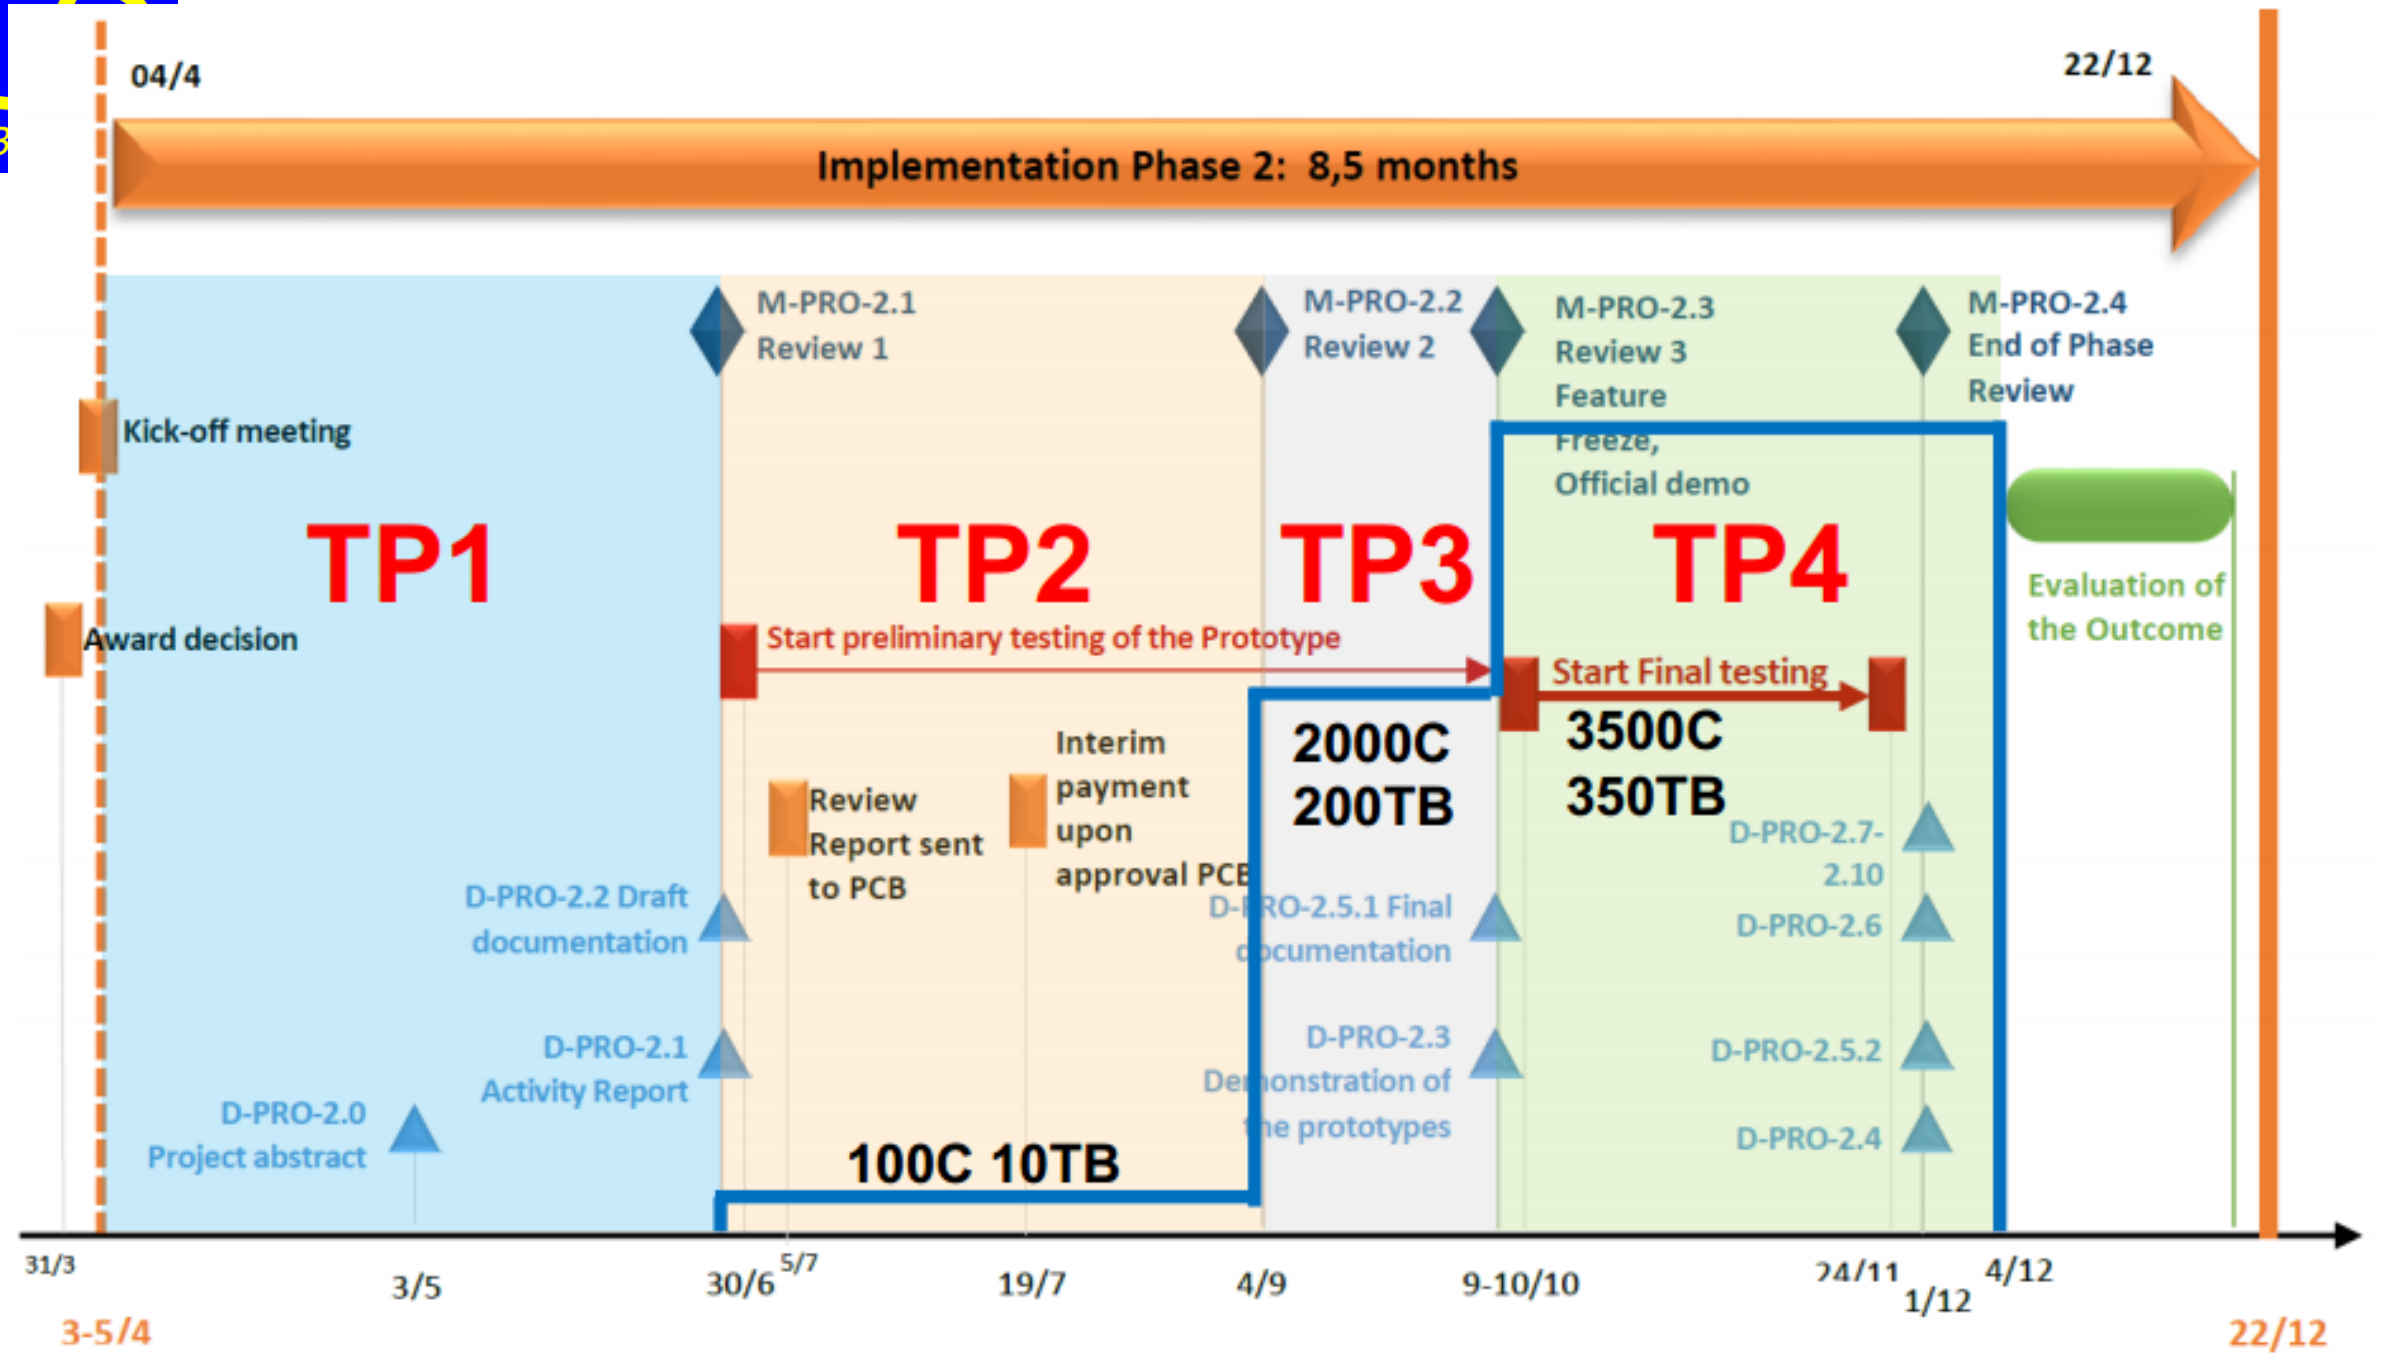 04/4
22/12
3
Implementation Phase 2: 8,5 months
M-PRO-2.1
Review 1
M-PRO-2.2
Review 2
M-PRO-2.3
Review 3
Feature
Freeze,
Official demo
M-PRO-2.4
End of Phase
Review
Kick-off meeting
TP1
TP2
TP3
TP4
Evaluation of
the Outcome
Award decision
Start preliminary testing of the Prototype
Start Final testing
2000C
200TB
3500C
350TB
Review
Report sent
to PCB
Interim
payment
upon
approval PCB
D-PRO-2.7-
2.10
D-PRO-2.2 Draft
documentation
D-PRO-2.5.1 Final
documentation
D-PRO-2.6
D-PRO-2.1
Activity Report
D-PRO-2.3
Demonstration of
the prototypes
D-PRO-2.5.2
D-PRO-2.0
Project abstract
D-PRO-2.4
100C 10TB
31/3
3/5
30/6
5/7
19/7
4/9
9-10/10
24/11
1/12
4/12
3-5/4
22/12